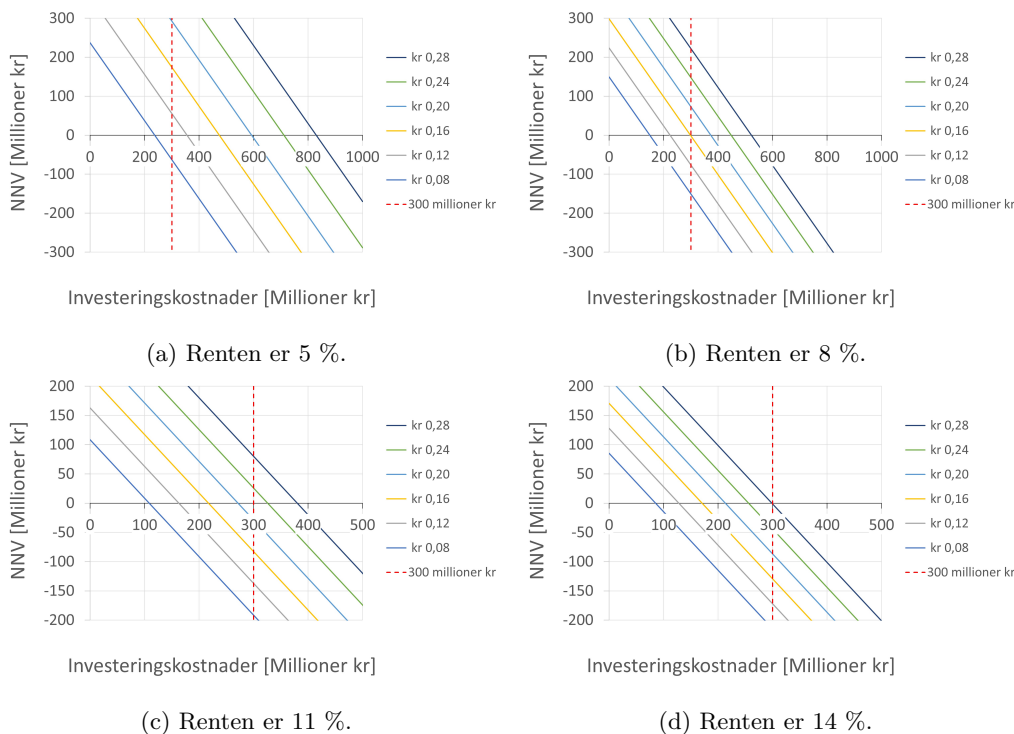 300
200
100
0
-100
-200
-300
0 200 400 600 800 1000
NNV [Millioner kr]
Investeringskostnader [Millioner kr]
kr 0,28
kr 0,24
kr 0,20
kr 0,16
kr 0,12
kr 0,08
300 millioner kr
(a) Renten er 5 %.
300
200
100
0
-100
-200
-300
0 200 400 600 800 1000
NNV [Millioner kr]
Investeringskostnader [Millioner kr]
kr 0,28
kr 0,24
kr 0,20
kr 0,16
kr 0,12
kr 0,08
300 millioner kr
(b) Renten er 8 %.
200
150
100
50
0
-50
-100
-150
-200
0 100 200 300 400 500
NNV [Millioner kr]
Investeringskostnader [Millioner kr]
kr 0,28
kr 0,24
kr 0,20
kr 0,16
kr 0,12
kr 0,08
300 millioner kr
(c) Renten er 11 %.
200
150
100
50
0
-50
-100
-150
-200
0 100 200 300 400 500
NNV [Millioner kr]
Investeringskostnader [Millioner kr]
kr 0,28
kr 0,24
kr 0,20
kr 0,16
kr 0,12
kr 0,08
300 millioner kr
(d) Renten er 14 %.